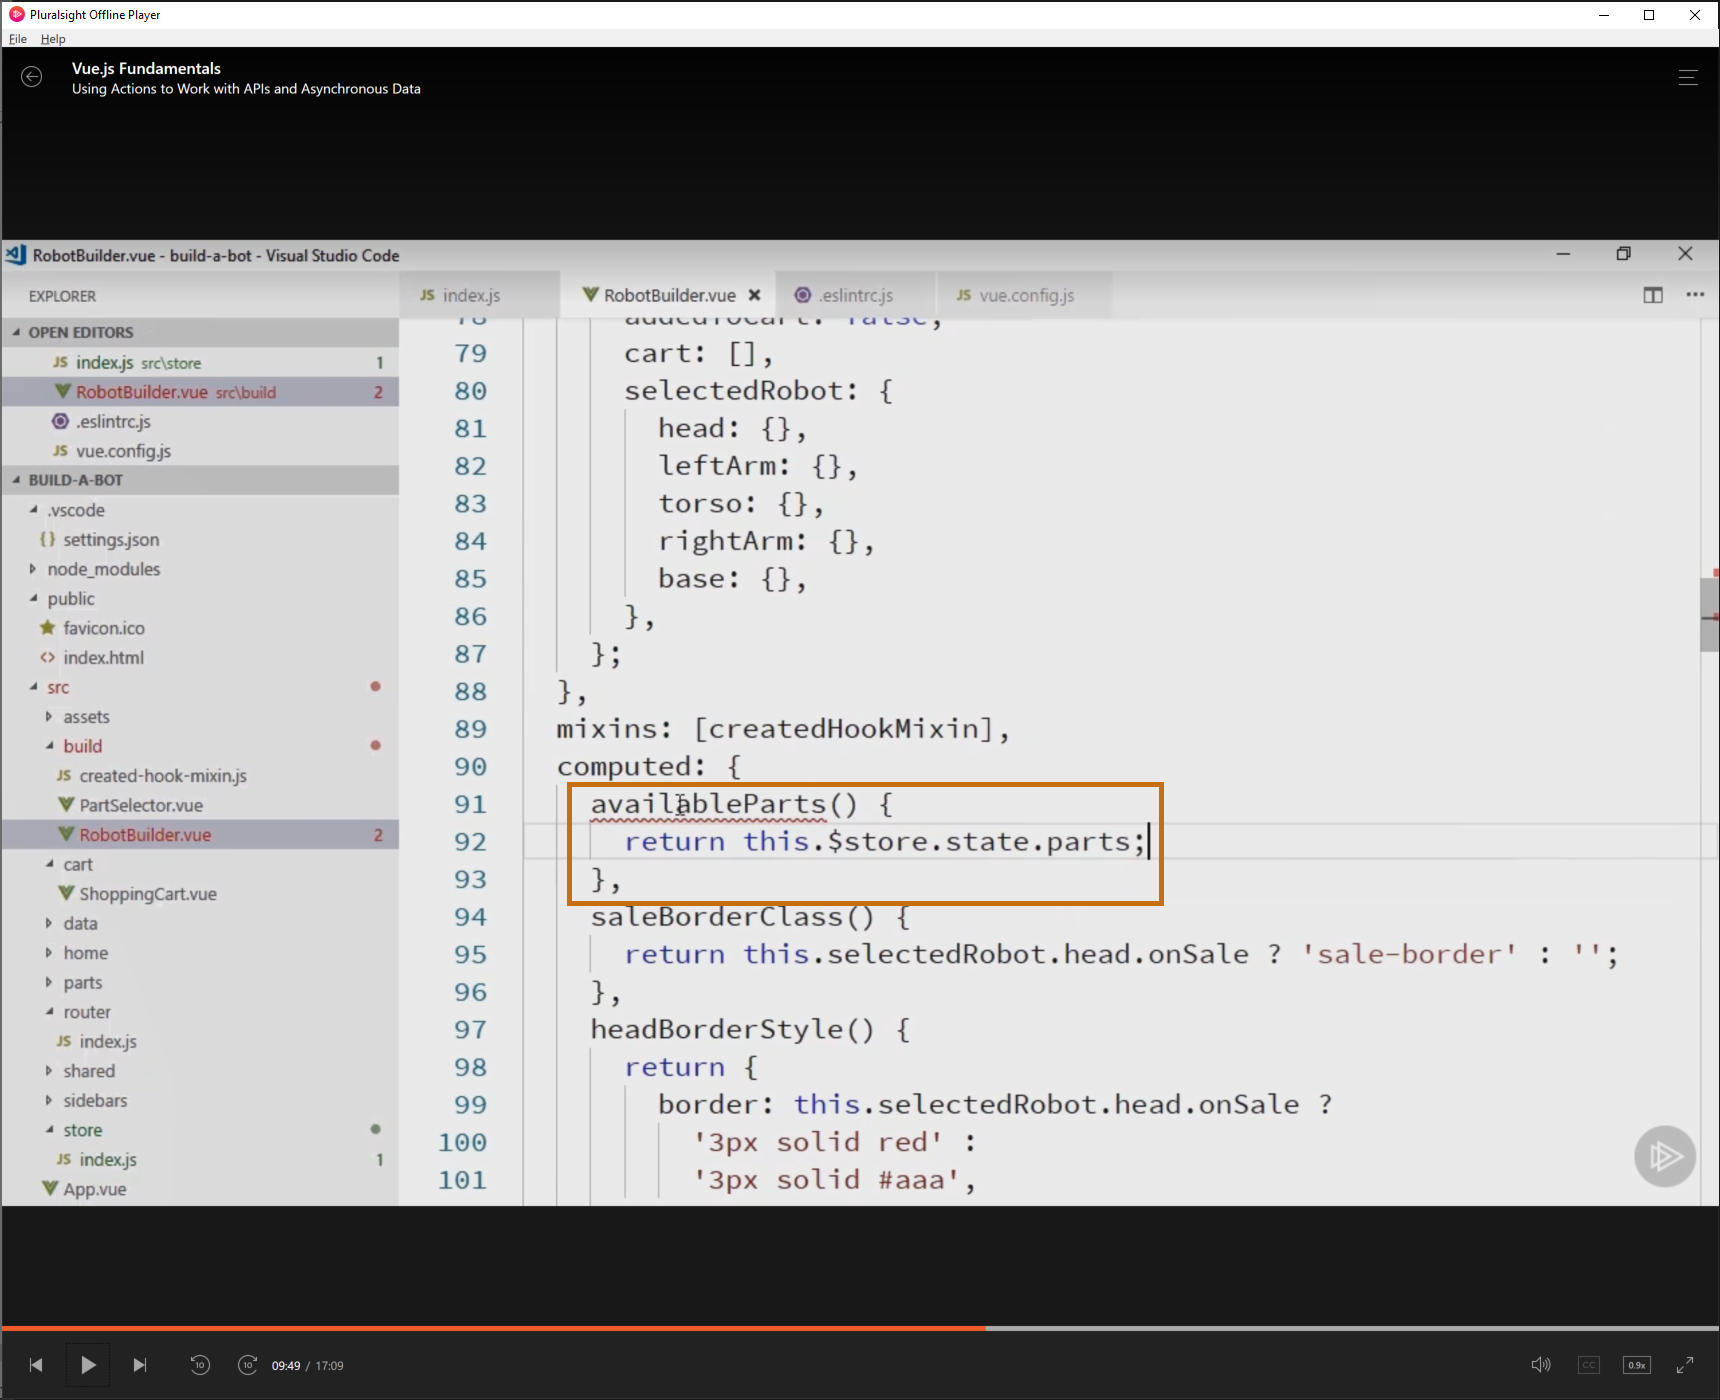 Pluralsight Offline Player
File Help
Vue.js Fundamentals
Using Actions to Work with APIs and Asynchronous Data
RobotBuilder.vue - build-a-bot - Visual Studio Code
EXPLORER
JS index.js
RobotBuilder.vue
.eslintrc.js
JS vue.config.js
OPEN EDITORS
JS index.js src\store 1
RobotBuilder.vue src\build 2
.eslintrc.js
JS vue.config.js
BUILD-A-BOT
.vscode
{} settings.json
node_modules
public
favicon.ico
<> index.html
src
assets
build
JS created-hook-mixin.js
PartSelector.vue
RobotBuilder.vue 2
cart
ShoppingCart.vue
data
home
parts
router
JS index.js
shared
sidebars
store
JS index.js 1
App.vue
78 addedToCart: false,
79 cart: [],
80 selectedRobot: {
81 head: {},
82 leftArm: {},
83 torso: {},
84 rightArm: {},
85 base: {},
86 },
87 };
88 },
89 mixins: [createdHookMixin],
90 computed: {
91 availableParts() {
92 return this.$store.state.parts;
93 },
94 saleBorderClass() {
95 return this.selectedRobot.head.onSale ? 'sale-border' : '';
96 },
97 headBorderStyle() {
98 return {
99 border: this.selectedRobot.head.onSale ?
100 '3px solid red' :
101 '3px solid #aaa',
10
10
09:49 / 17:09
CC
0.9x